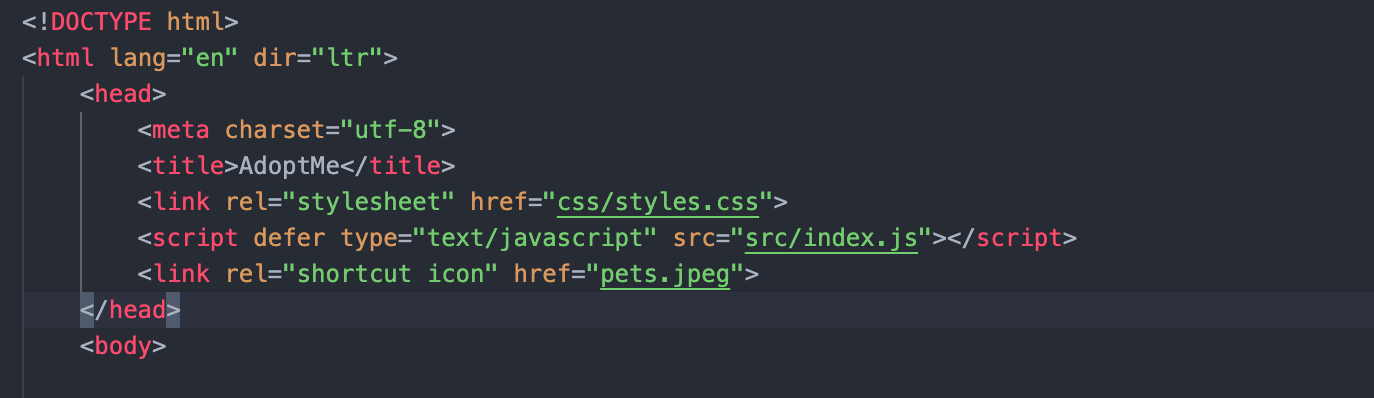 <!DOCTYPE html>
<html lang="en" dir="ltr">
<head>
<meta charset="utf-8">
<title>AdoptMe</title>
<link rel="stylesheet" href="css/styles.css">
<script defer type="text/javascript" src="src/index.js"></script>
<link rel="shortcut icon" href="pets.jpeg">
</head>
<body>